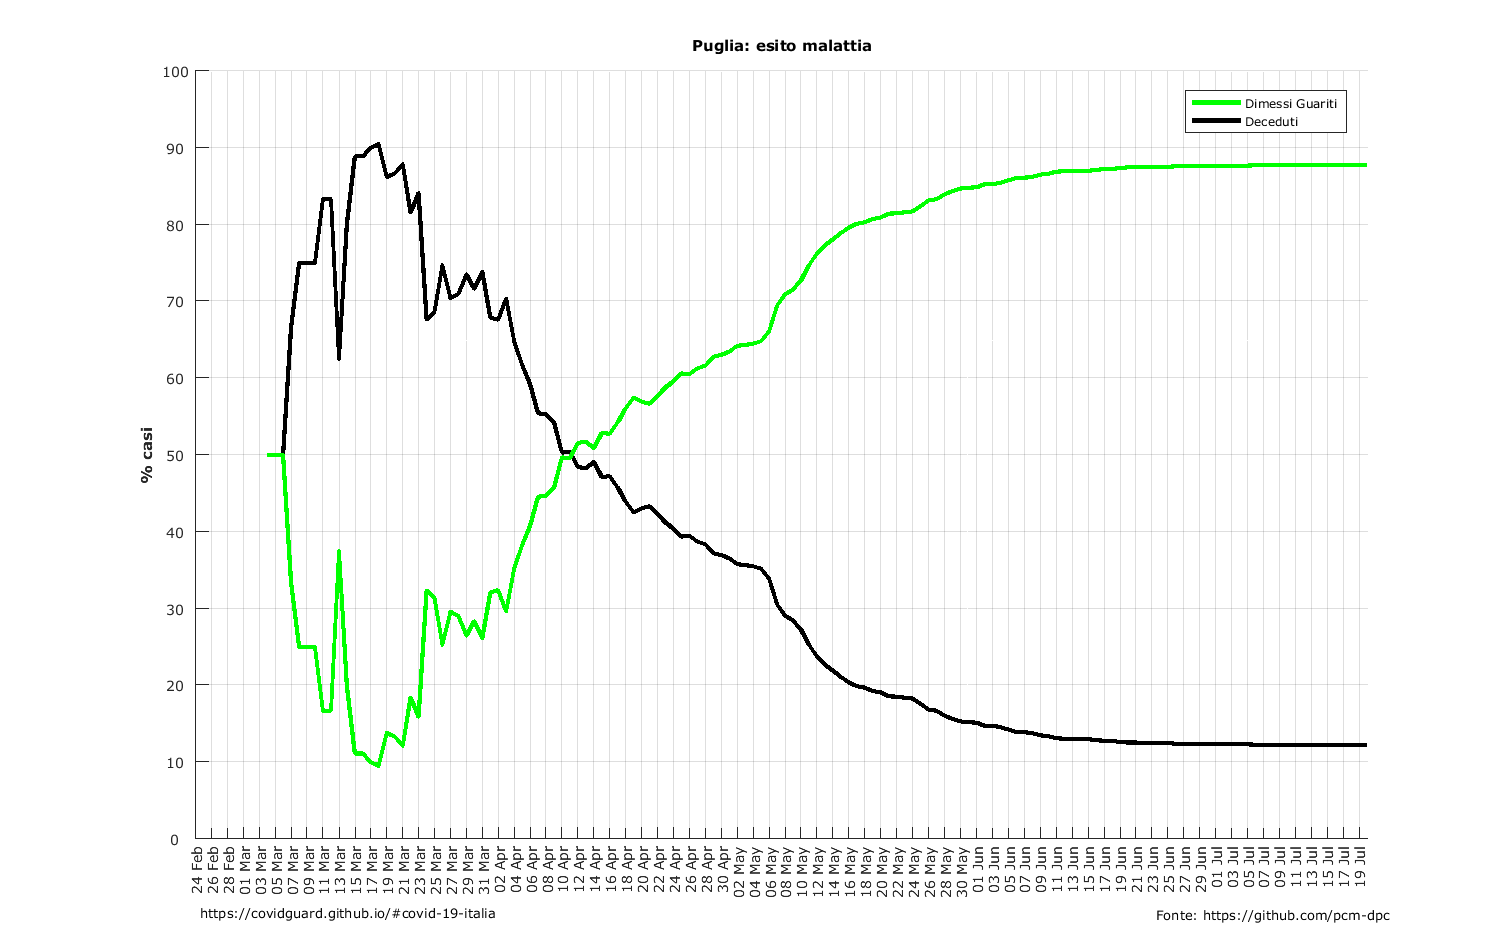 Puglia: esito malattia
100
90
80
70
60
50
40
30
20
10
0
% casi
Dimessi Guariti
Deceduti
24 Feb
26 Feb
28 Feb
01 Mar
03 Mar
05 Mar
07 Mar
09 Mar
11 Mar
13 Mar
15 Mar
17 Mar
19 Mar
21 Mar
23 Mar
25 Mar
27 Mar
29 Mar
31 Mar
02 Apr
04 Apr
06 Apr
08 Apr
10 Apr
12 Apr
14 Apr
16 Apr
18 Apr
20 Apr
22 Apr
24 Apr
26 Apr
28 Apr
30 Apr
02 May
04 May
06 May
08 May
10 May
12 May
14 May
16 May
18 May
20 May
22 May
24 May
26 May
28 May
30 May
01 Jun
03 Jun
05 Jun
07 Jun
09 Jun
11 Jun
13 Jun
15 Jun
17 Jun
19 Jun
21 Jun
23 Jun
25 Jun
27 Jun
29 Jun
01 Jul
03 Jul
05 Jul
07 Jul
09 Jul
11 Jul
13 Jul
15 Jul
17 Jul
19 Jul
https://covidguard.github.io/#covid-19-italia
Fonte: https://github.com/pcm-dpc